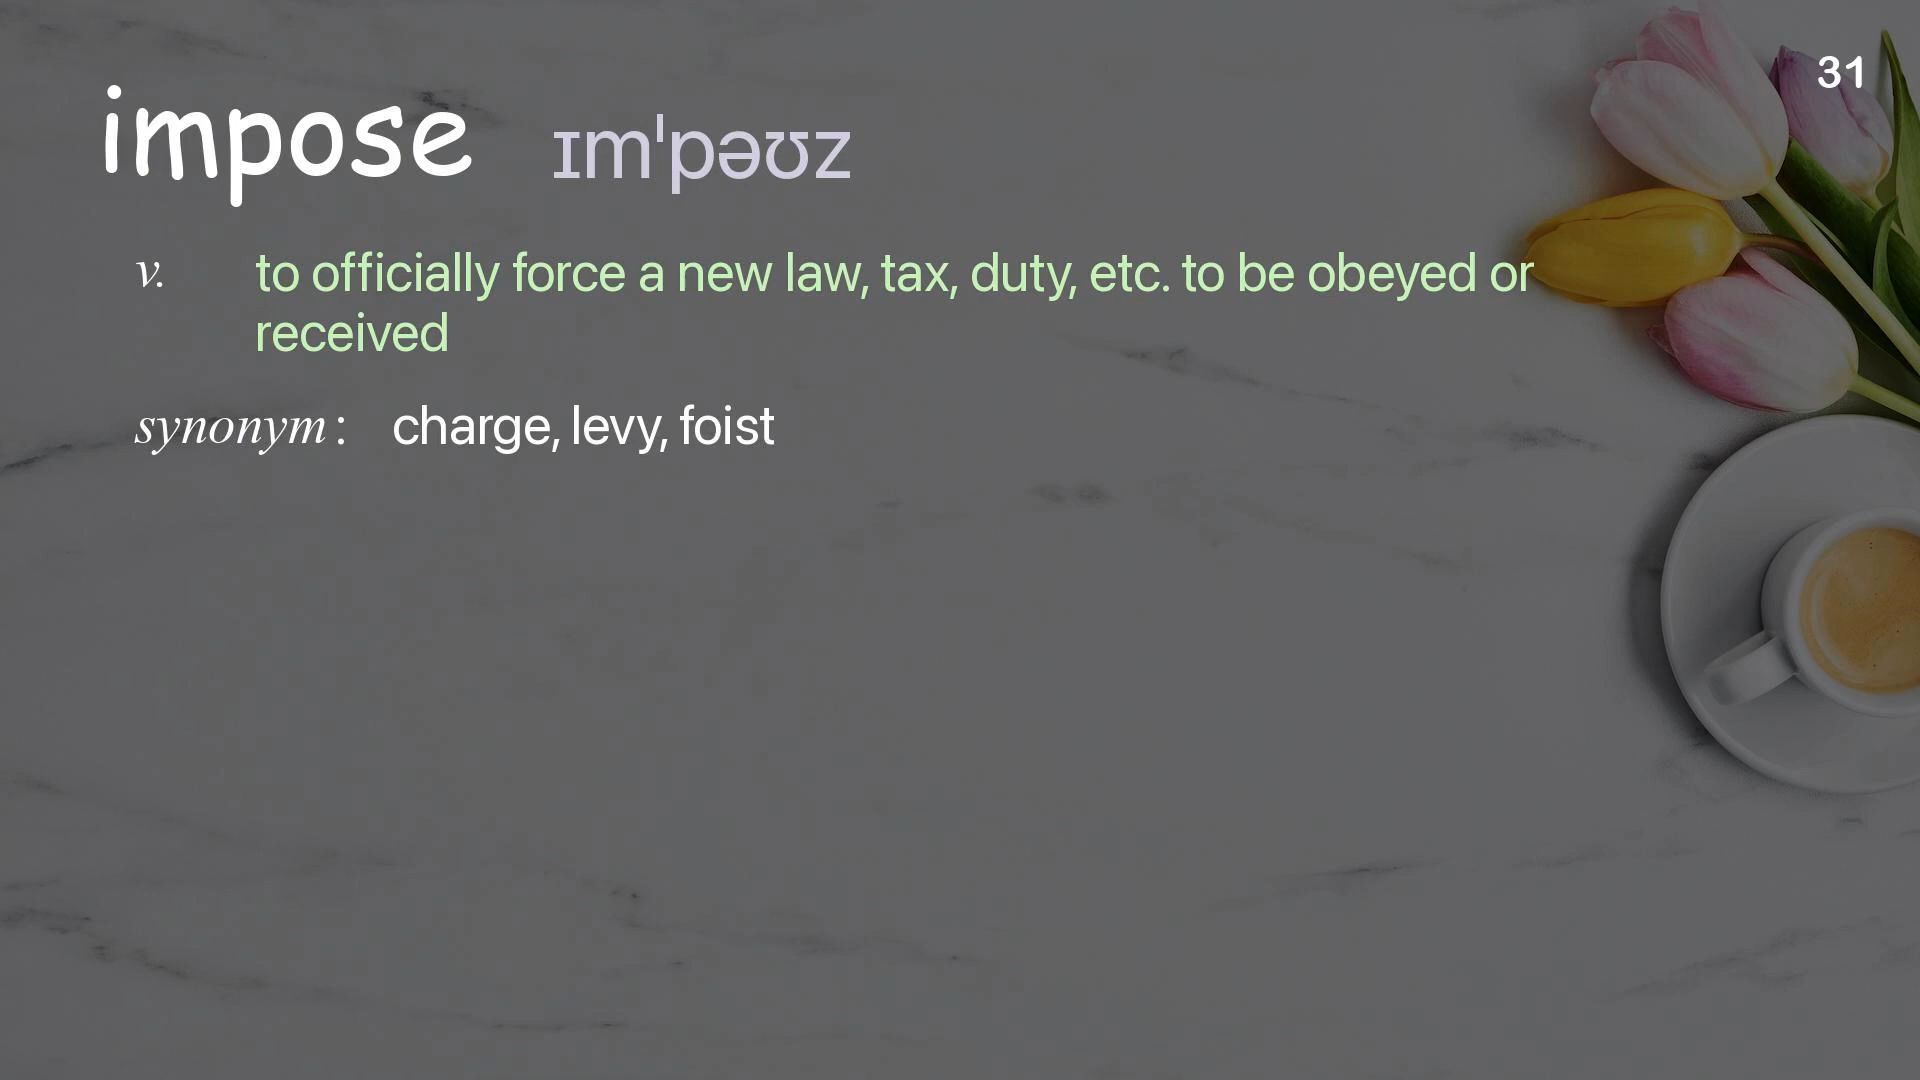 31
impose ɪmˈpəʊz
v. to officially force a new law, tax, duty, etc. to be obeyed or
received
synonym: charge, levy, foist